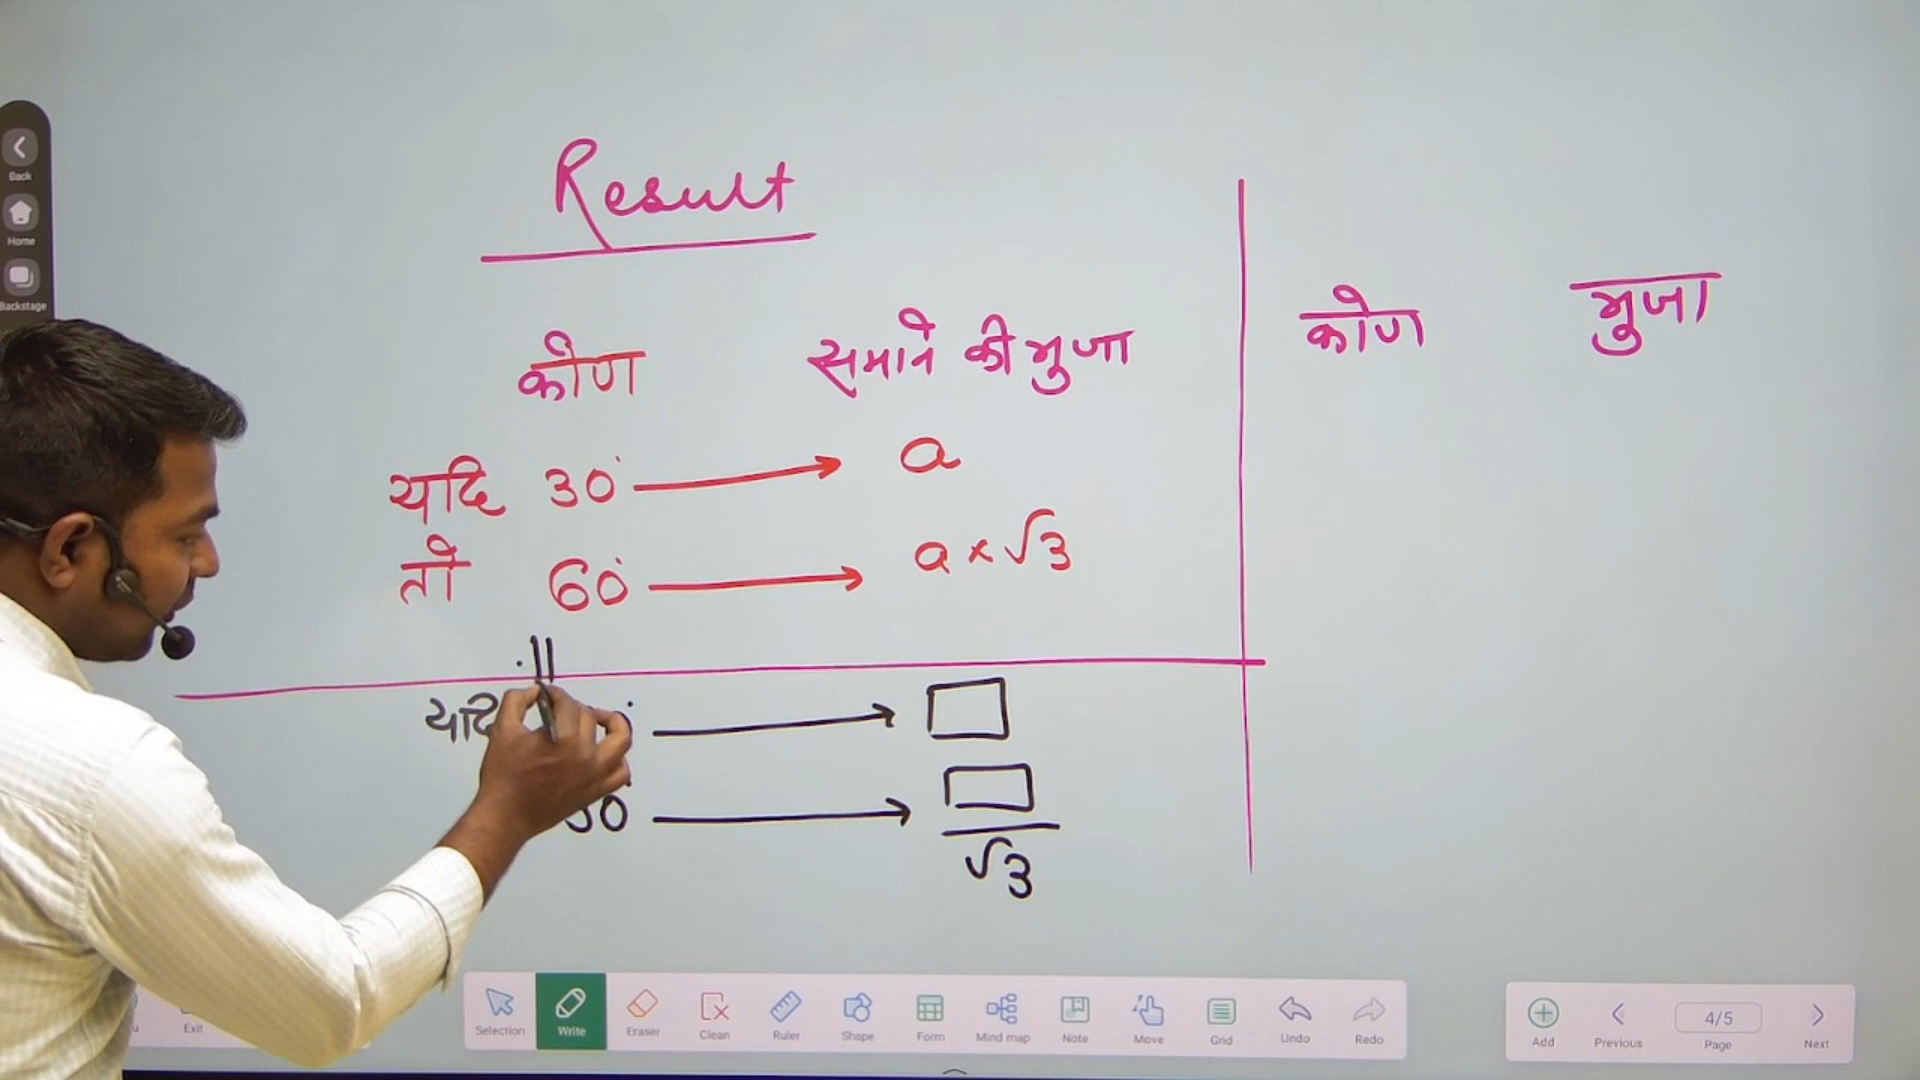 Result
कोण समाने की भुजा
यदि 30° → a
तो 60° → a × √3
यदि
√3
कोण भुजा
Back
Home
Backstage
Exit
Selection Write Eraser Clean Ruler Shape Form Mind map Note Move Grid Undo Redo
Add Previous 4/5 Page Next